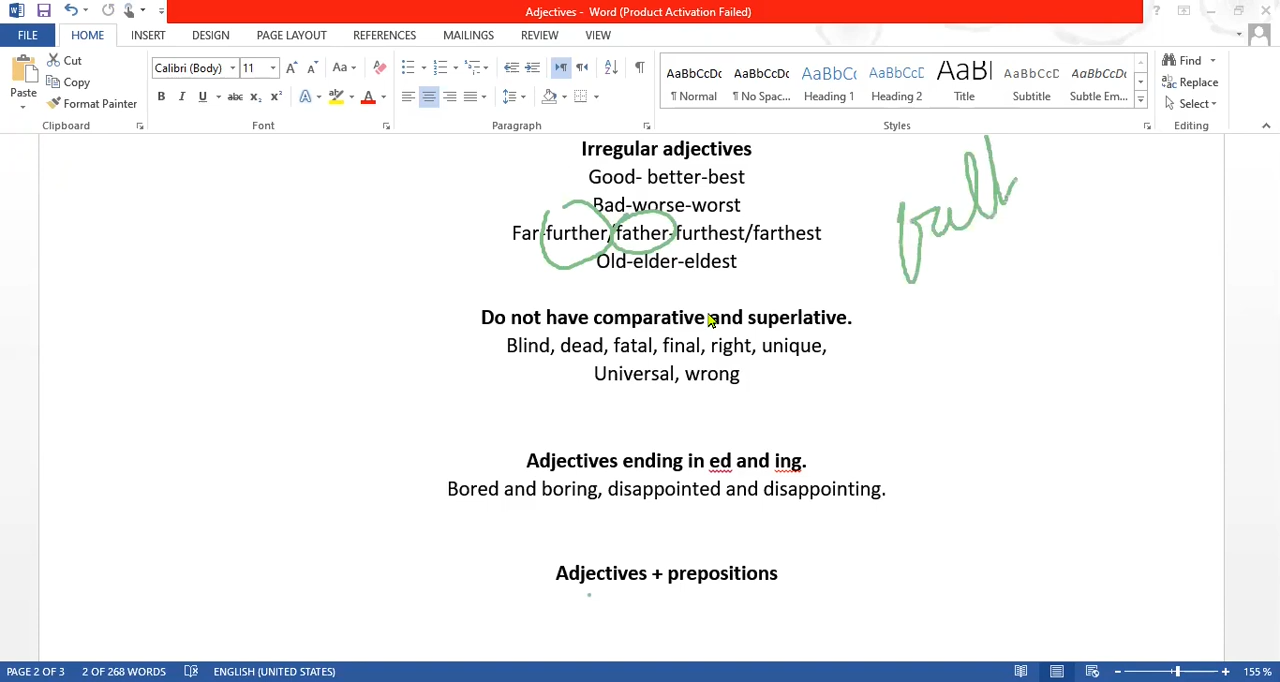 Adjectives - Word (Product Activation Failed)
FILE HOME INSERT DESIGN PAGE LAYOUT REFERENCES MAILINGS REVIEW VIEW
Paste Cut Copy Format Painter
Calibri (Body) 11
AaBbCcDc AaBbCcDc AaBbCc AaBbCcD AaBl AaBbCcD AaBbCcD
¶ Normal ¶ No Spac... Heading 1 Heading 2 Title Subtitle Subtle Em...
Find Replace Select
Clipboard Font Paragraph Styles Editing
Irregular adjectives
Good- better-best
Bad-worse-worst
Far-further/father-furthest/farthest
Old-elder-eldest
Do not have comparative and superlative.
Blind, dead, fatal, final, right, unique,
Universal, wrong
Adjectives ending in ed and ing.
Bored and boring, disappointed and disappointing.
Adjectives + prepositions
PAGE 2 OF 3 2 OF 268 WORDS ENGLISH (UNITED STATES) 155 %